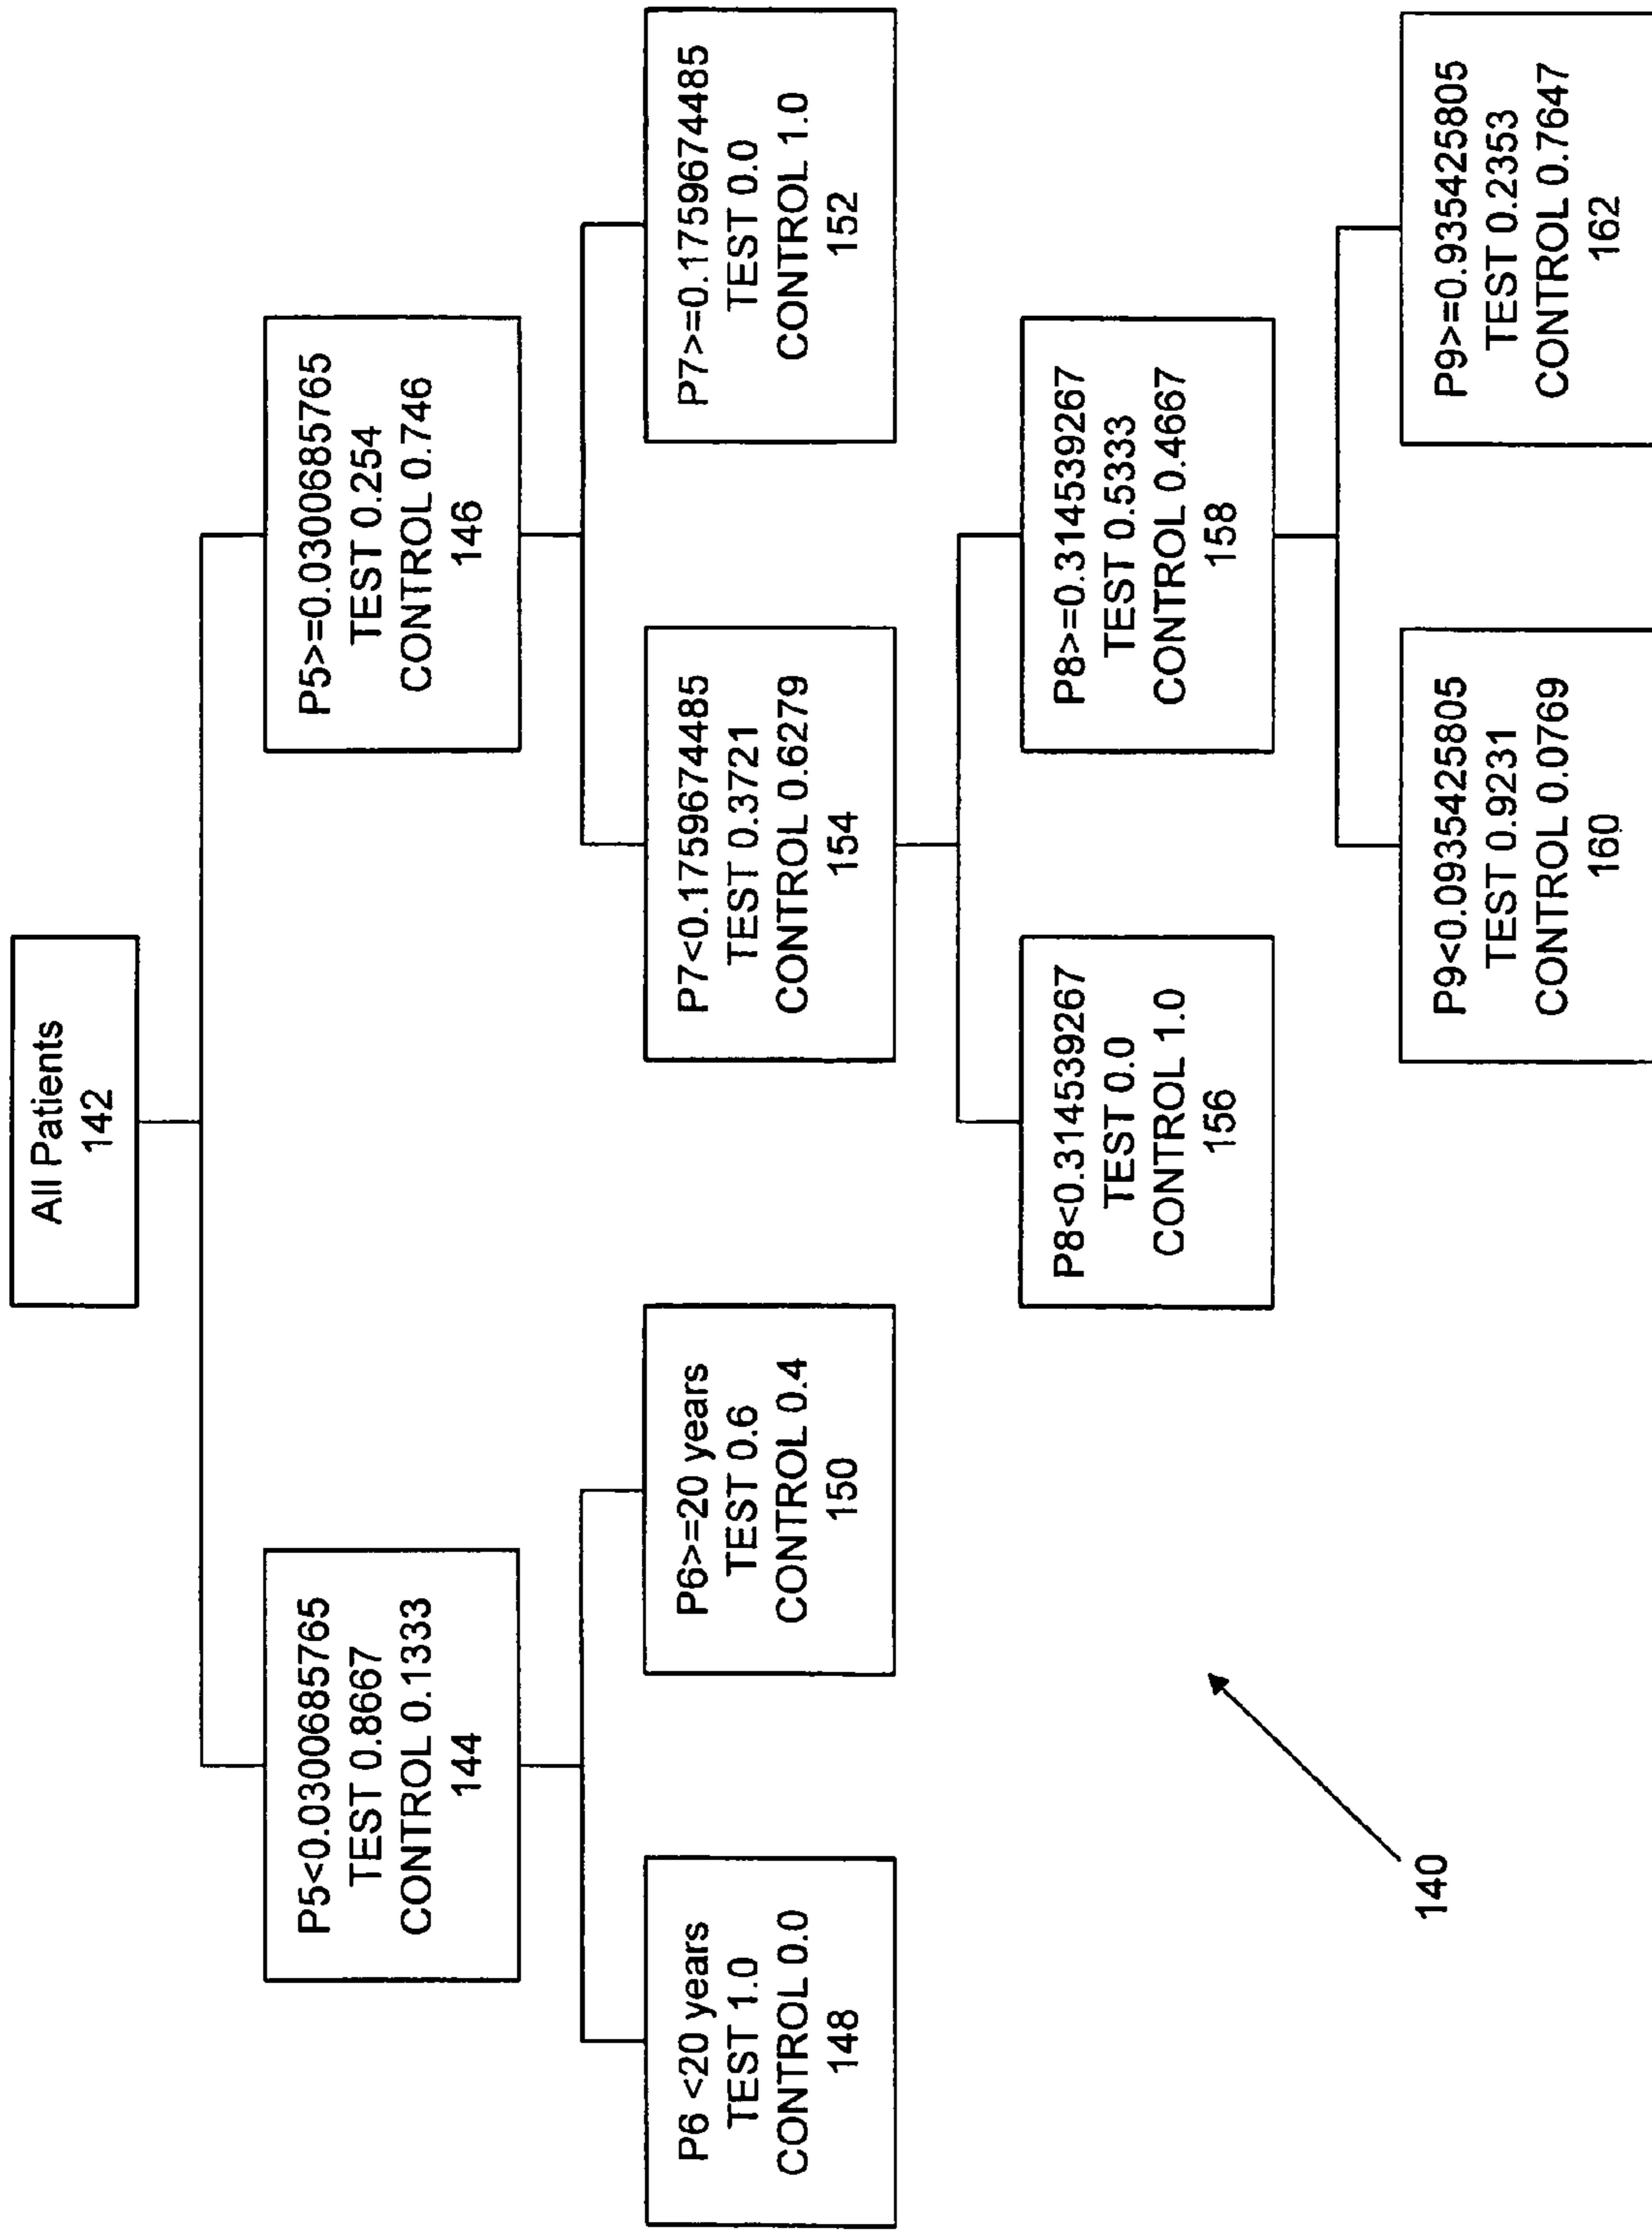 All Patients
142
P5<0.0300685765
TEST 0.8667
CONTROL 0.1333
144
P5>=0.0300685765
TEST 0.254
CONTROL 0.746
146
P6 <20 years
TEST 1.0
CONTROL 0.0
148
P6>=20 years
TEST 0.6
CONTROL 0.4
150
P7<0.1759674485
TEST 0.3721
CONTROL 0.6279
154
P7>=0.1759674485
TEST 0.0
CONTROL 1.0
152
P8<0.314539267
TEST 0.0
CONTROL 1.0
156
P8>=0.314539267
TEST 0.5333
CONTROL 0.4667
158
P9<0.0935425805
TEST 0.9231
CONTROL 0.0769
160
P9>=0.935425805
TEST 0.2353
CONTROL 0.7647
162
140